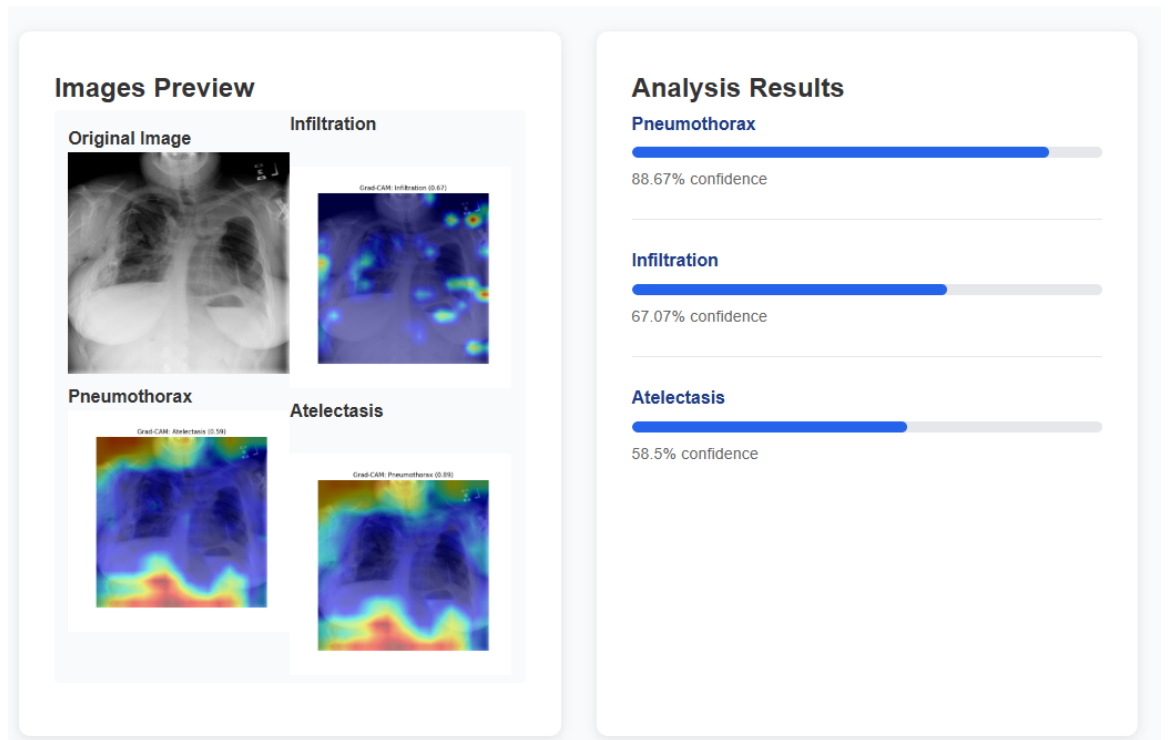 Images Preview
Original Image
Infiltration
Grad-CAM: Infiltration (0.67)
Pneumothorax
Grad-CAM: Atelectasis (0.59)
Atelectasis
Grad-CAM: Pneumothorax (0.89)
Analysis Results
Pneumothorax
88.67% confidence
Infiltration
67.07% confidence
Atelectasis
58.5% confidence